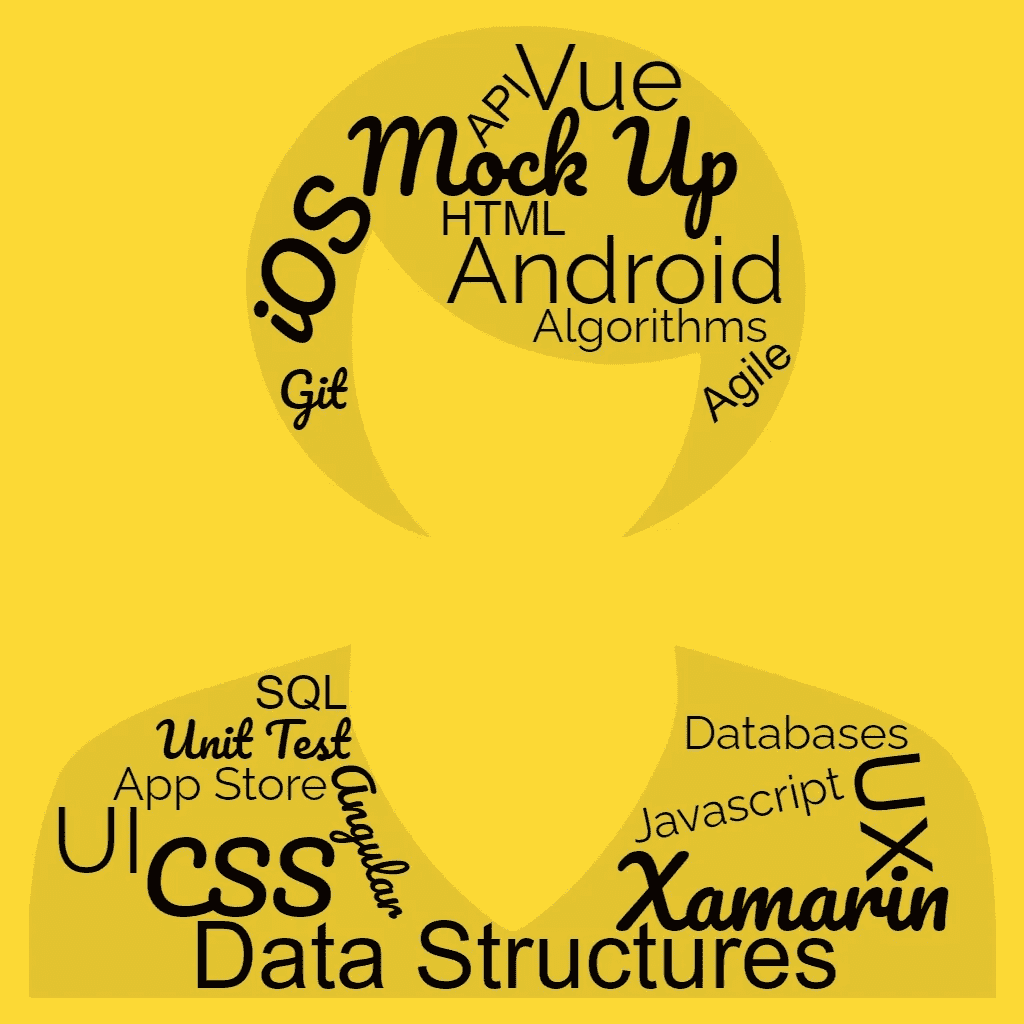 Vue
API
Mock Up
iOS
HTML
Android
Algorithms
Agile
Git
SQL
Unit Test
App Store
Angular
UI
CSS
Databases
UX
Javascript
Xamarin
Data Structures